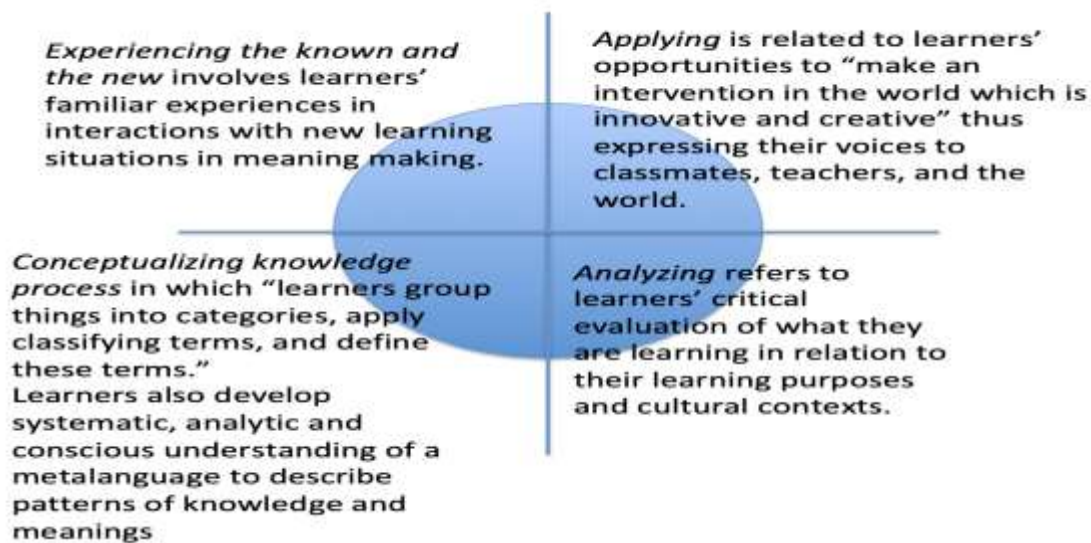 Experiencing the known and
the new involves learners’
familiar experiences in
interactions with new learning
situations in meaning making.
Applying is related to learners’
opportunities to “make an
intervention in the world which is
innovative and creative” thus
expressing their voices to
classmates, teachers, and the
world.
Conceptualizing knowledge
process in which “learners group
things into categories, apply
classifying terms, and define
these terms.”
Learners also develop
systematic, analytic and
conscious understanding of a
metalanguage to describe
patterns of knowledge and
meanings
Analyzing refers to
learners’ critical
evaluation of what they
are learning in relation to
their learning purposes
and cultural contexts.